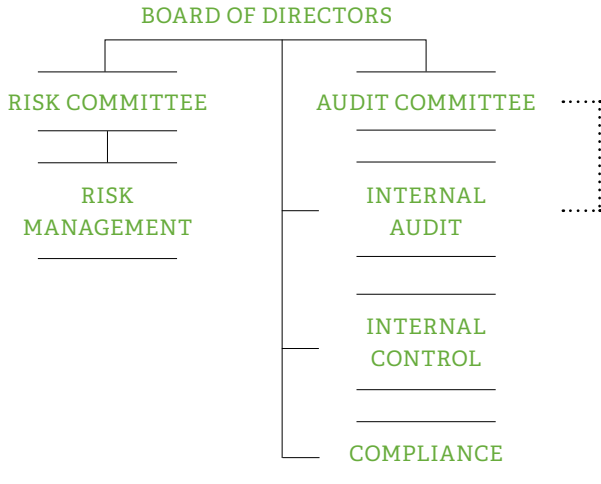 BOARD OF DIRECTORS
RISK COMMITTEE
AUDIT COMMITTEE
RISK
MANAGEMENT
INTERNAL
AUDIT
INTERNAL
CONTROL
COMPLIANCE